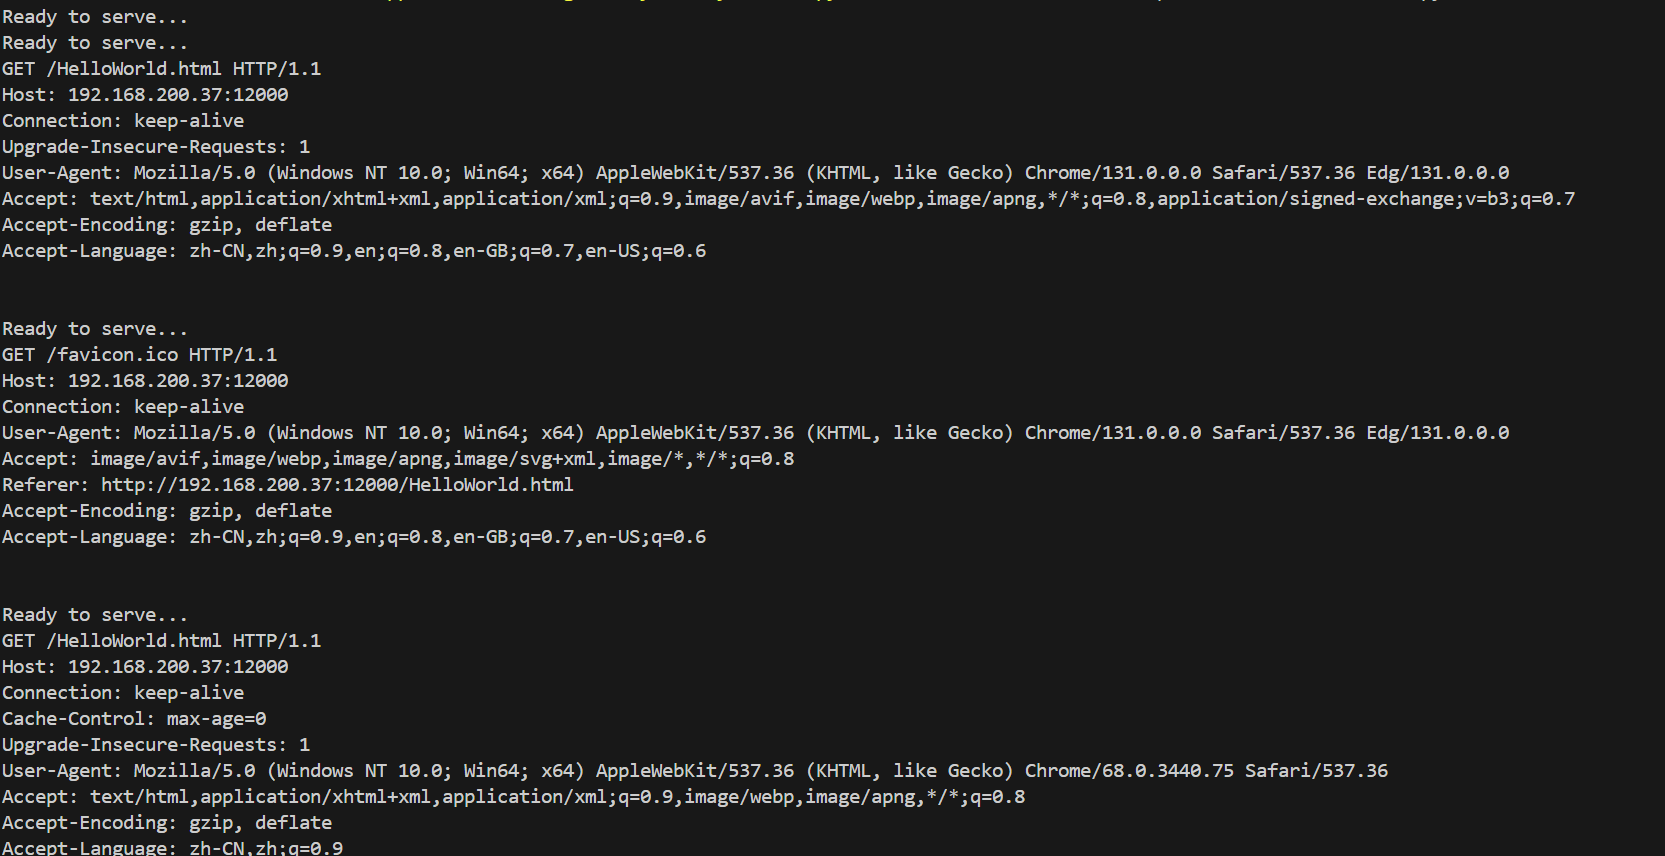 Ready to serve...
Ready to serve...
GET /HelloWorld.html HTTP/1.1
Host: 192.168.200.37:12000
Connection: keep-alive
Upgrade-Insecure-Requests: 1
User-Agent: Mozilla/5.0 (Windows NT 10.0; Win64; x64) AppleWebKit/537.36 (KHTML, like Gecko) Chrome/131.0.0.0 Safari/537.36 Edg/131.0.0.0
Accept: text/html,application/xhtml+xml,application/xml;q=0.9,image/avif,image/webp,image/apng,*/*;q=0.8,application/signed-exchange;v=b3;q=0.7
Accept-Encoding: gzip, deflate
Accept-Language: zh-CN,zh;q=0.9,en;q=0.8,en-GB;q=0.7,en-US;q=0.6
Ready to serve...
GET /favicon.ico HTTP/1.1
Host: 192.168.200.37:12000
Connection: keep-alive
User-Agent: Mozilla/5.0 (Windows NT 10.0; Win64; x64) AppleWebKit/537.36 (KHTML, like Gecko) Chrome/131.0.0.0 Safari/537.36 Edg/131.0.0.0
Accept: image/avif,image/webp,image/apng,image/svg+xml,image/*,*/*;q=0.8
Referer: http://192.168.200.37:12000/HelloWorld.html
Accept-Encoding: gzip, deflate
Accept-Language: zh-CN,zh;q=0.9,en;q=0.8,en-GB;q=0.7,en-US;q=0.6
Ready to serve...
GET /HelloWorld.html HTTP/1.1
Host: 192.168.200.37:12000
Connection: keep-alive
Cache-Control: max-age=0
Upgrade-Insecure-Requests: 1
User-Agent: Mozilla/5.0 (Windows NT 10.0; Win64; x64) AppleWebKit/537.36 (KHTML, like Gecko) Chrome/68.0.3440.75 Safari/537.36
Accept: text/html,application/xhtml+xml,application/xml;q=0.9,image/webp,image/apng,*/*;q=0.8
Accept-Encoding: gzip, deflate
Accept-Language: zh-CN,zh;q=0.9